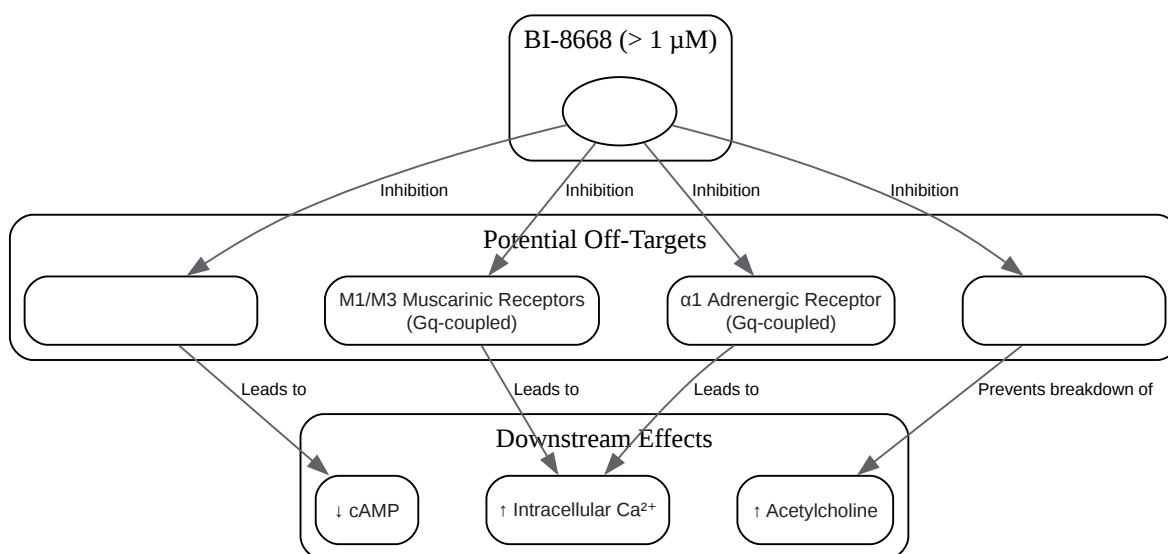 BI-8668 (> 1 µM)
Inhibition
Inhibition
Inhibition
Inhibition
Potential Off-Targets
M1/M3 Muscarinic Receptors
(Gq-coupled)
α1 Adrenergic Receptor
(Gq-coupled)
Leads to
Leads to
Leads to
Prevents breakdown of
Downstream Effects
↓ cAMP
↑ Intracellular Ca²⁺
↑ Acetylcholine